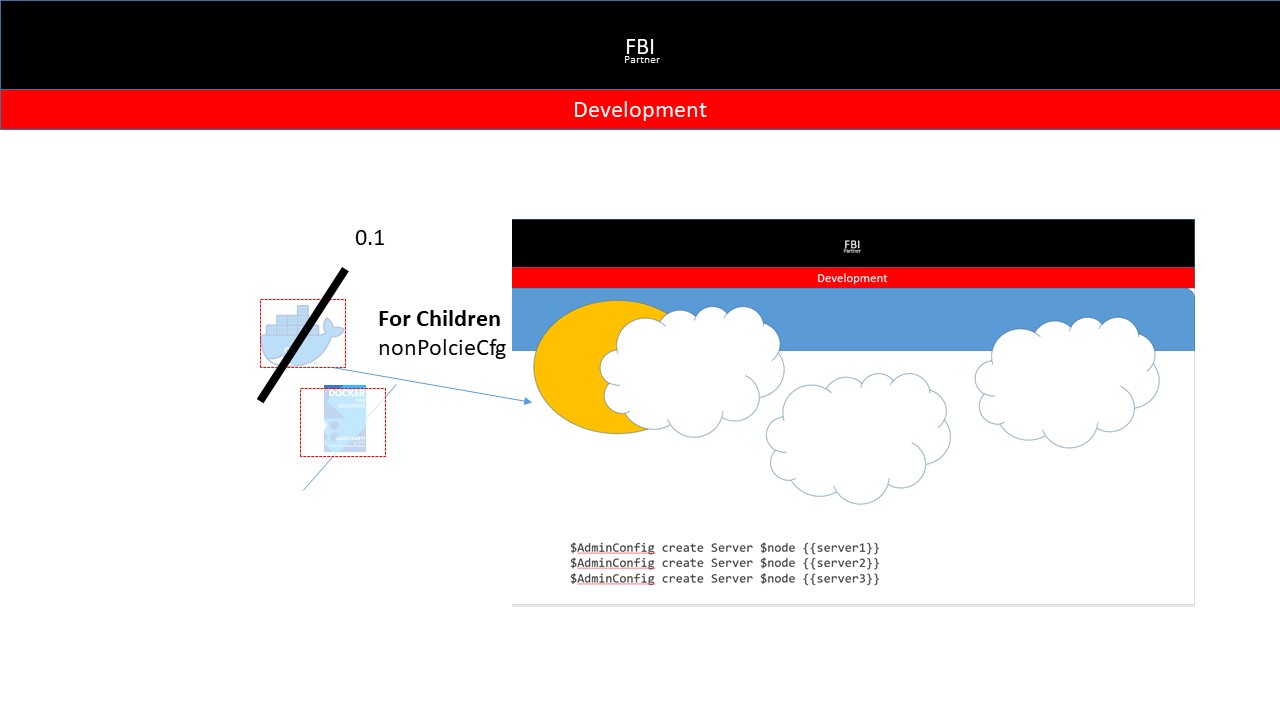 FBI
Partner
Development
0.1
For Children
nonPolcieCfg
DOCKER
FBI
Partner
Development
$AdminConfig create Server $node {{server1}}
$AdminConfig create Server $node {{server2}}
$AdminConfig create Server $node {{server3}}